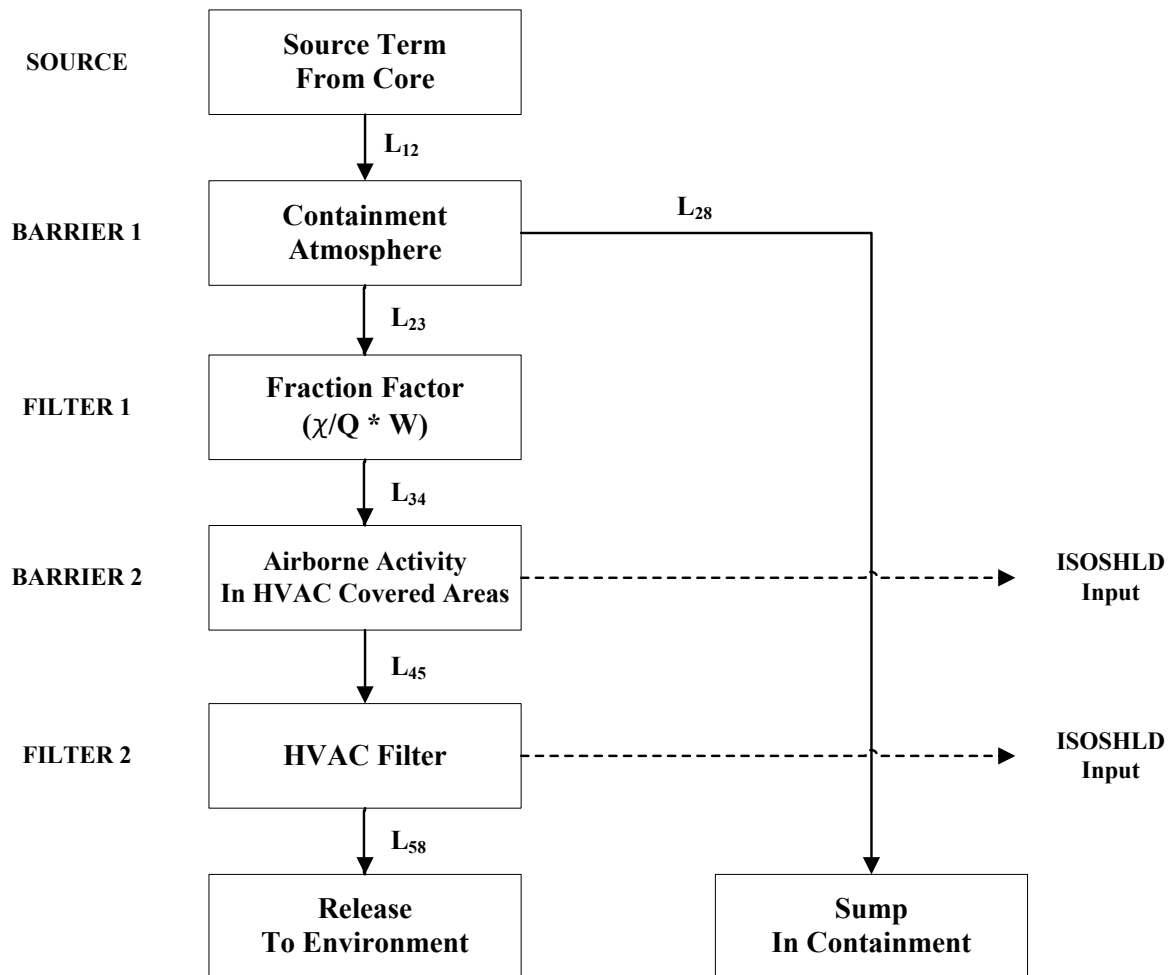 SOURCE
Source Term
From Core
L₁₂
BARRIER 1
Containment
Atmosphere
L₂₈
L₂₃
FILTER 1
Fraction Factor
(χ/Q * W)
L₃₄
BARRIER 2
Airborne Activity
In HVAC Covered Areas
ISOSHLD
Input
L₄₅
FILTER 2
HVAC Filter
ISOSHLD
Input
L₅₈
Release
To Environment
Sump
In Containment